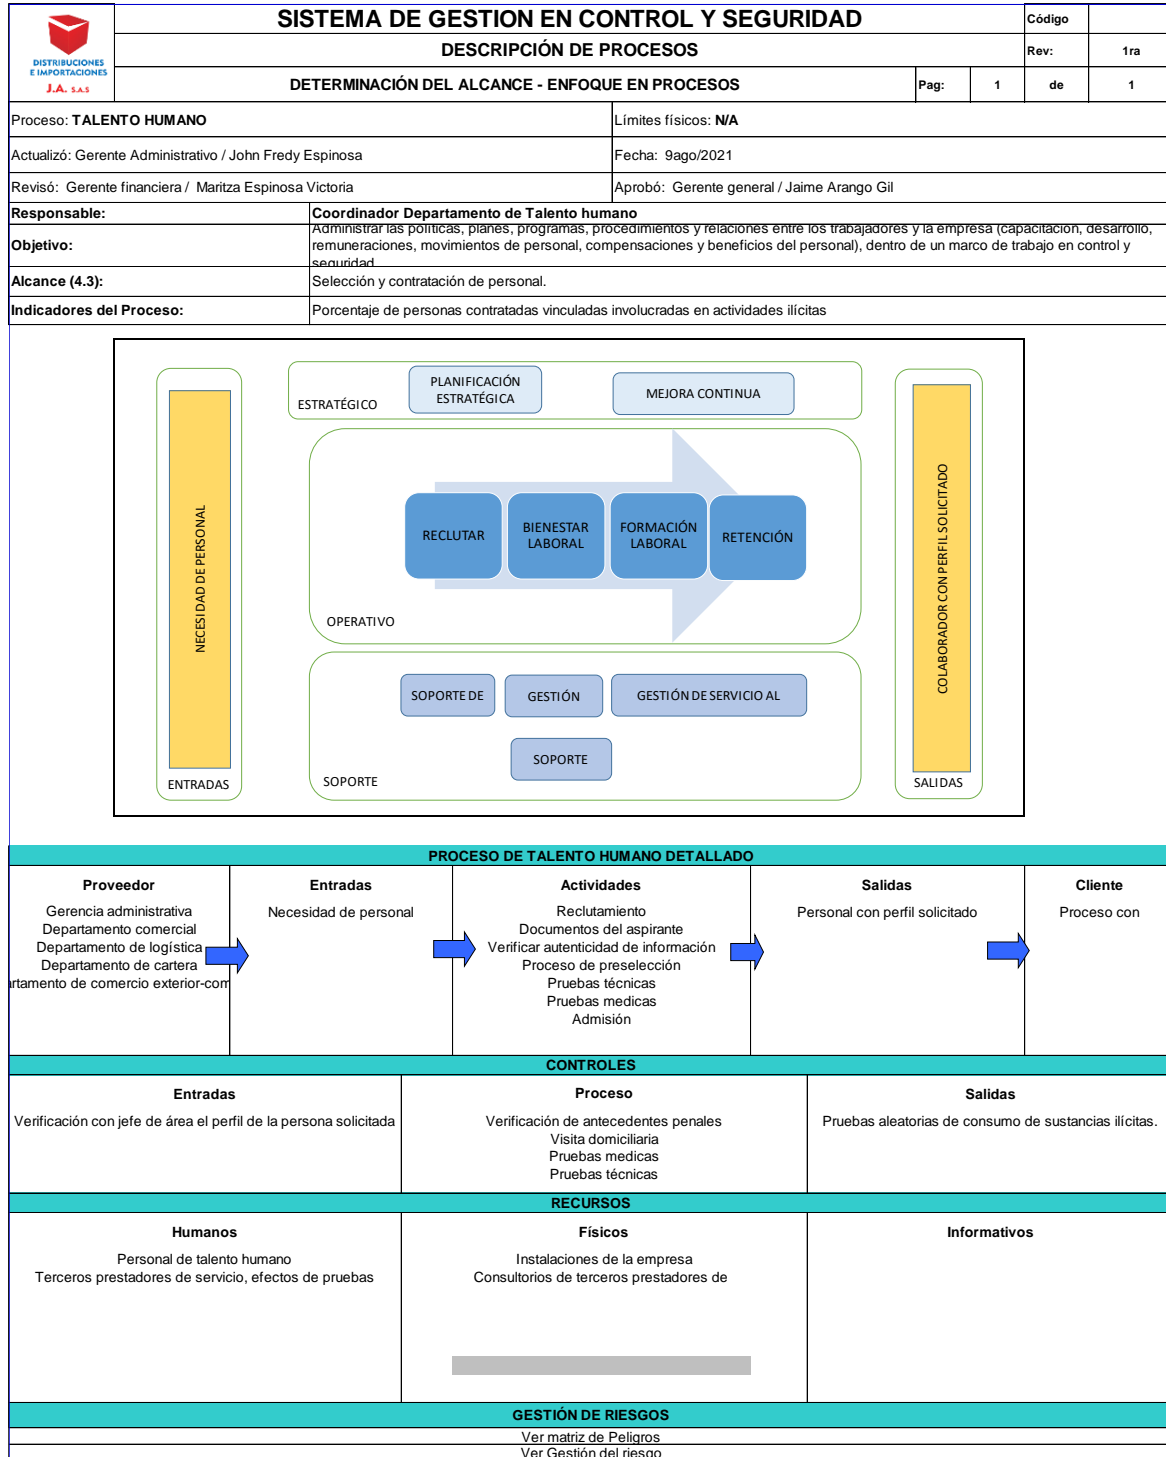 DISTRIBUCIONES
E IMPORTACIONES
J.A. S.A.S
SISTEMA DE GESTION EN CONTROL Y SEGURIDAD
Código
DESCRIPCIÓN DE PROCESOS
Rev: 1ra
DETERMINACIÓN DEL ALCANCE - ENFOQUE EN PROCESOS
Pag: 1 de 1
Proceso: TALENTO HUMANO
Límites físicos: N/A
Actualizó: Gerente Administrativo / John Fredy Espinosa
Fecha: 9ago/2021
Revisó: Gerente financiera / Maritza Espinosa Victoria
Aprobó: Gerente general / Jaime Arango Gil
Responsable:
Coordinador Departamento de Talento humano
Objetivo:
Administrar las políticas, planes, programas, procedimientos y relaciones entre los trabajadores y la empresa (capacitación, desarrollo,
remuneraciones, movimientos de personal, compensaciones y beneficios del personal), dentro de un marco de trabajo en control y
seguridad
Alcance (4.3):
Selección y contratación de personal.
Indicadores del Proceso:
Porcentaje de personas contratadas vinculadas involucradas en actividades ilícitas
NECESIDAD DE PERSONAL
ENTRADAS
ESTRATÉGICO
PLANIFICACIÓN
ESTRATÉGICA
MEJORA CONTINUA
RECLUTAR
BIENESTAR
LABORAL
FORMACIÓN
LABORAL
RETENCIÓN
OPERATIVO
SOPORTE DE
GESTIÓN
GESTIÓN DE SERVICIO AL
SOPORTE
SOPORTE
COLABORADOR CON PERFIL SOLICITADO
SALIDAS
PROCESO DE TALENTO HUMANO DETALLADO
Proveedor
Gerencia administrativa
Departamento comercial
Departamento de logística
Departamento de cartera
rtamento de comercio exterior-com
Entradas
Necesidad de personal
Actividades
Reclutamiento
Documentos del aspirante
Verificar autenticidad de información
Proceso de preselección
Pruebas técnicas
Pruebas medicas
Admisión
Salidas
Personal con perfil solicitado
Cliente
Proceso con
CONTROLES
Entradas
Verificación con jefe de área el perfil de la persona solicitada
Proceso
Verificación de antecedentes penales
Visita domiciliaria
Pruebas medicas
Pruebas técnicas
Salidas
Pruebas aleatorias de consumo de sustancias ilícitas.
RECURSOS
Humanos
Personal de talento humano
Terceros prestadores de servicio, efectos de pruebas
Físicos
Instalaciones de la empresa
Consultorios de terceros prestadores de
Informativos
GESTIÓN DE RIESGOS
Ver matriz de Peligros
Ver Gestión del riesgo